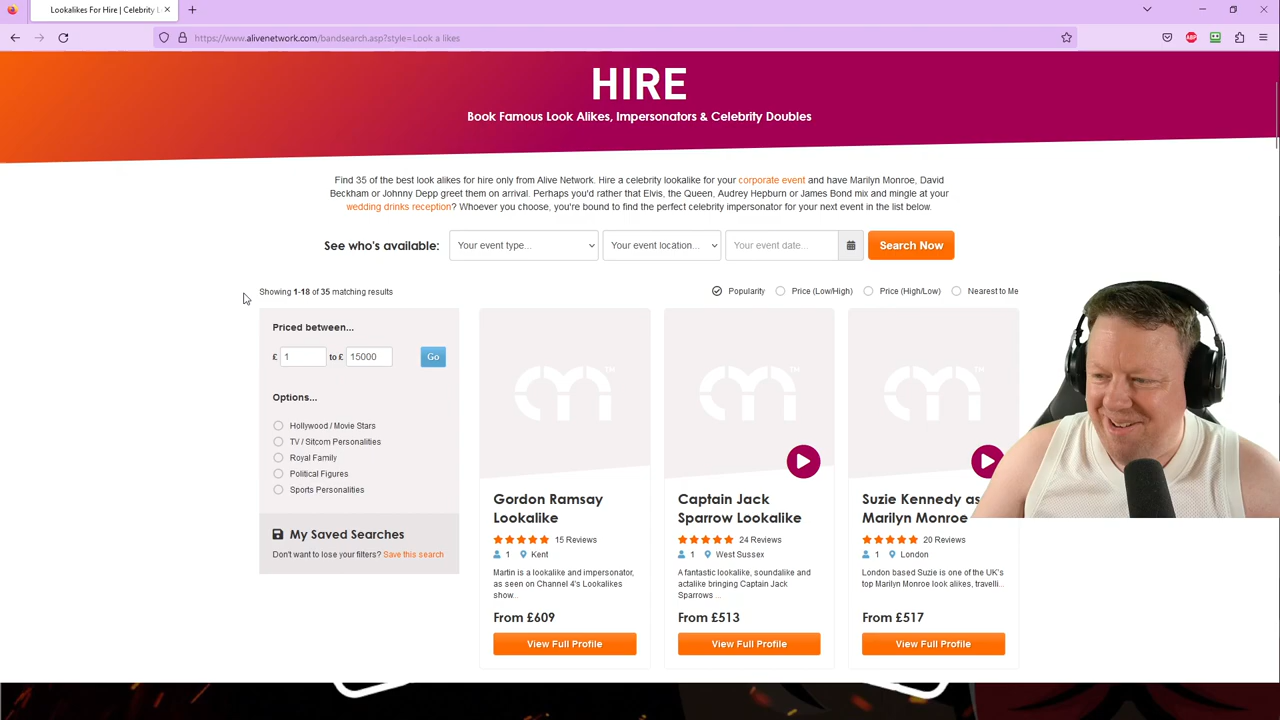 Lookalikes For Hire | Celebrity L
https://www.alivenetwork.com/bandsearch.asp?style=Look a likes
ABP
HIRE
Book Famous Look Alikes, Impersonators & Celebrity Doubles
Find 35 of the best look alikes for hire only from Alive Network. Hire a celebrity lookalike for your corporate event and have Marilyn Monroe, David
Beckham or Johnny Depp greet them on arrival. Perhaps you'd rather that Elvis, the Queen, Audrey Hepburn or James Bond mix and mingle at your
wedding drinks reception? Whoever you choose, you're bound to find the perfect celebrity impersonator for your next event in the list below.
See who's available: Your event type... Your event location... Your event date... Search Now
Showing 1-18 of 35 matching results
Popularity Price (Low/High) Price (High/Low) Nearest to Me
Priced between...
£ 1 to £ 15000 Go
Options...
Hollywood / Movie Stars
TV / Sitcom Personalities
Royal Family
Political Figures
Sports Personalities
My Saved Searches
Don't want to lose your filters? Save this search
TM
Gordon Ramsay
Lookalike
15 Reviews
1 Kent
Martin is a lookalike and impersonator,
as seen on Channel 4's Lookalikes
show...
From £609
View Full Profile
TM
Captain Jack
Sparrow Lookalike
24 Reviews
1 West Sussex
A fantastic lookalike, soundalike and
actalike bringing Captain Jack
Sparrows ...
From £513
View Full Profile
TM
Suzie Kennedy as
Marilyn Monroe
20 Reviews
1 London
London based Suzie is one of the UK's
top Marilyn Monroe look alikes, travelli...
From £517
View Full Profile